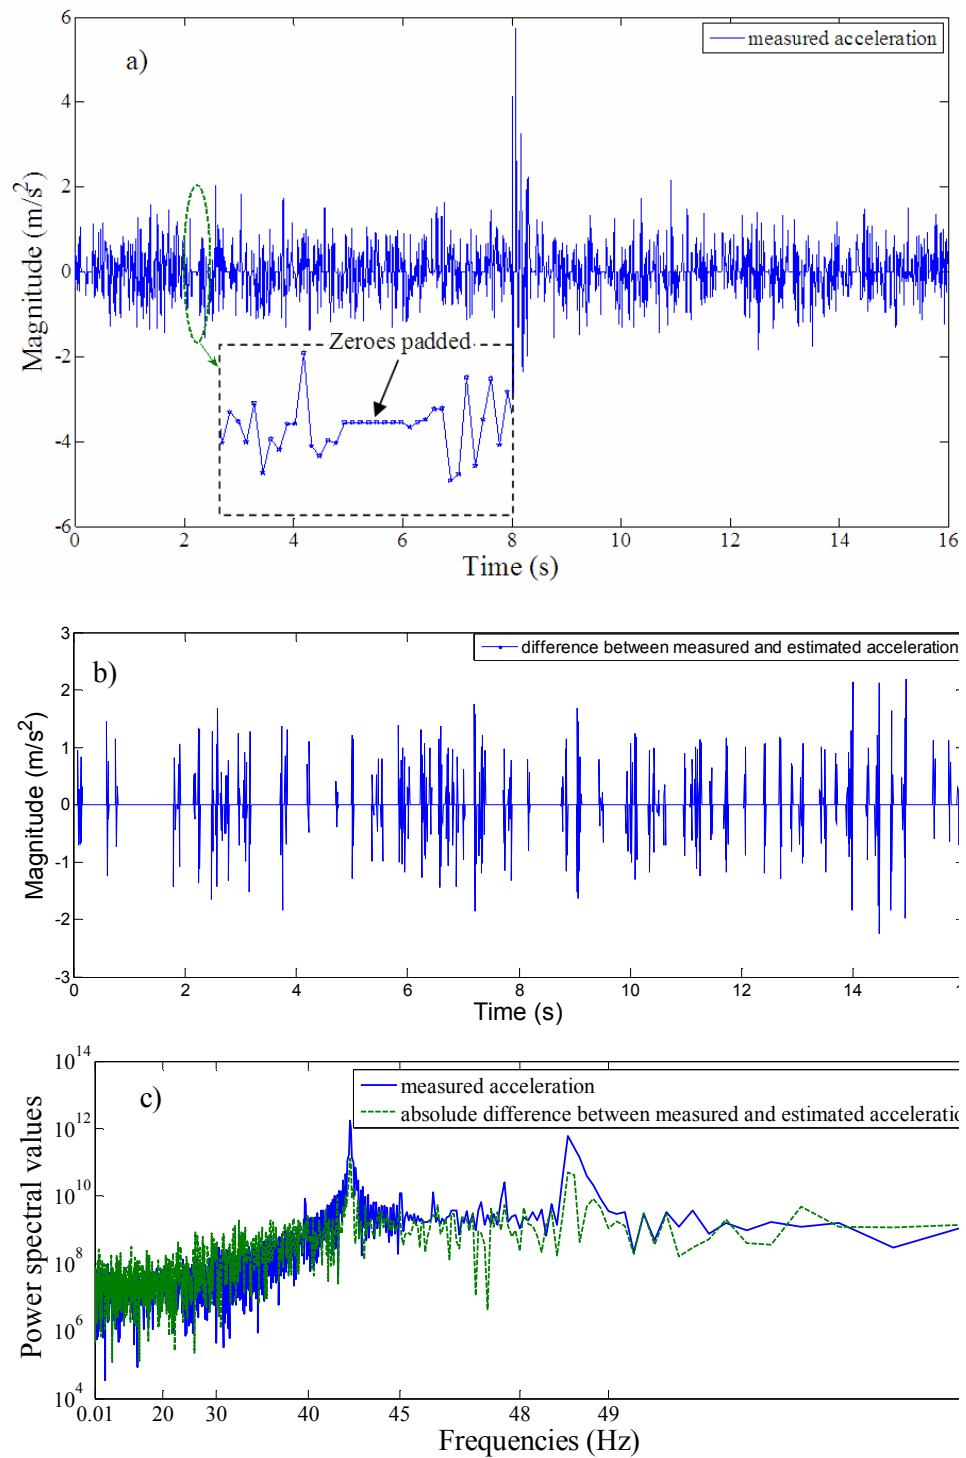 6
measured acceleration
a)
4
2
0
-2
-4
-6
Magnitude (m/s²)
Zeroes padded
0 2 4 6 8 10 12 14 16
Time (s)
3
difference between measured and estimated acceleration
b)
2
1
0
-1
-2
-3
Magnitude (m/s²)
0 2 4 6 8 10 12 14 1
Time (s)
10¹⁴
c)
measured acceleration
absolude difference between measured and estimated acceleratio
10¹²
10¹⁰
10⁸
10⁶
10⁴
Power spectral values
0.01 20 30 40 45 48 49
Frequencies (Hz)